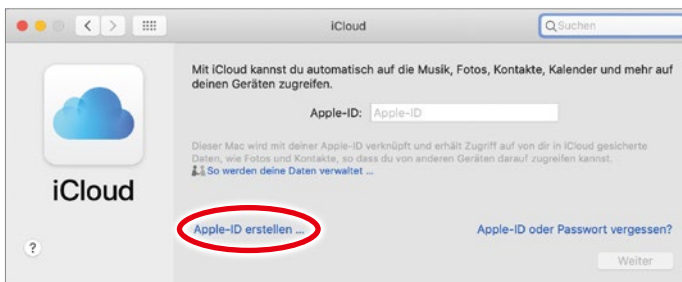 iCloud
Suchen
Mit iCloud kannst du automatisch auf die Musik, Fotos, Kontakte, Kalender und mehr auf
deinen Geräten zugreifen.
Apple-ID: Apple-ID
Dieser Mac wird mit deiner Apple-ID verknüpft und erhält Zugriff auf von dir in iCloud gesicherte
Daten, wie Fotos und Kontakte, so dass du von anderen Geräten darauf zugreifen kannst.
So werden deine Daten verwaltet ...
iCloud
Apple-ID erstellen ...
Apple-ID oder Passwort vergessen?
?
Weiter